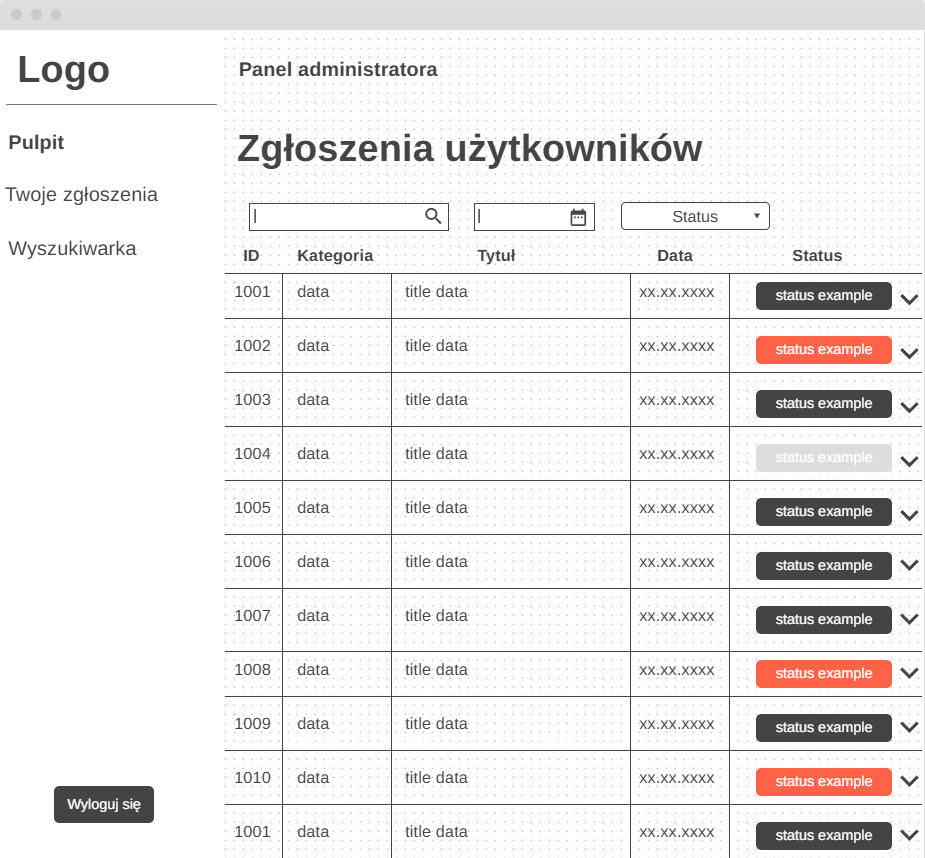 Logo
Panel administratora
Pulpit
Zgłoszenia użytkowników
Twoje zgłoszenia
Status
Wyszukiwarka
ID Kategoria Tytuł Data Status
1001 data title data xx.xx.xxxx status example
1002 data title data xx.xx.xxxx status example
1003 data title data xx.xx.xxxx status example
1004 data title data xx.xx.xxxx status example
1005 data title data xx.xx.xxxx status example
1006 data title data xx.xx.xxxx status example
1007 data title data xx.xx.xxxx status example
1008 data title data xx.xx.xxxx status example
1009 data title data xx.xx.xxxx status example
1010 data title data xx.xx.xxxx status example
Wyloguj się
1001 data title data xx.xx.xxxx status example